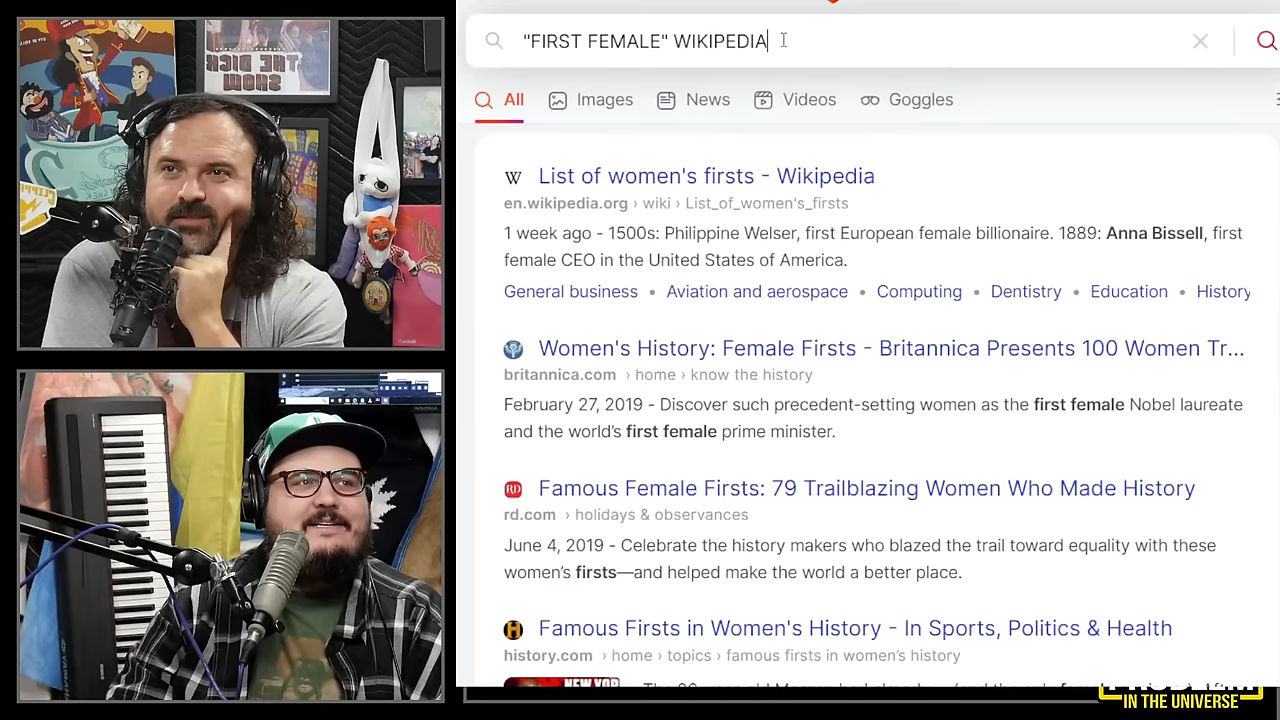 THE DICK
SHOW
"FIRST FEMALE" WIKIPEDIA
All Images News Videos Goggles
W List of women's firsts - Wikipedia
en.wikipedia.org › wiki › List_of_women's_firsts
1 week ago - 1500s: Philippine Welser, first European female billionaire. 1889: Anna Bissell, first
female CEO in the United States of America.
General business • Aviation and aerospace • Computing • Dentistry • Education • History
Women's History: Female Firsts - Britannica Presents 100 Women Tr...
britannica.com › home › know the history
February 27, 2019 - Discover such precedent-setting women as the first female Nobel laureate
and the world's first female prime minister.
RD Famous Female Firsts: 79 Trailblazing Women Who Made History
rd.com › holidays & observances
June 4, 2019 - Celebrate the history makers who blazed the trail toward equality with these
women's firsts—and helped make the world a better place.
H Famous Firsts in Women's History - In Sports, Politics & Health
history.com › home › topics › famous firsts in women's history
IN THE UNIVERSE